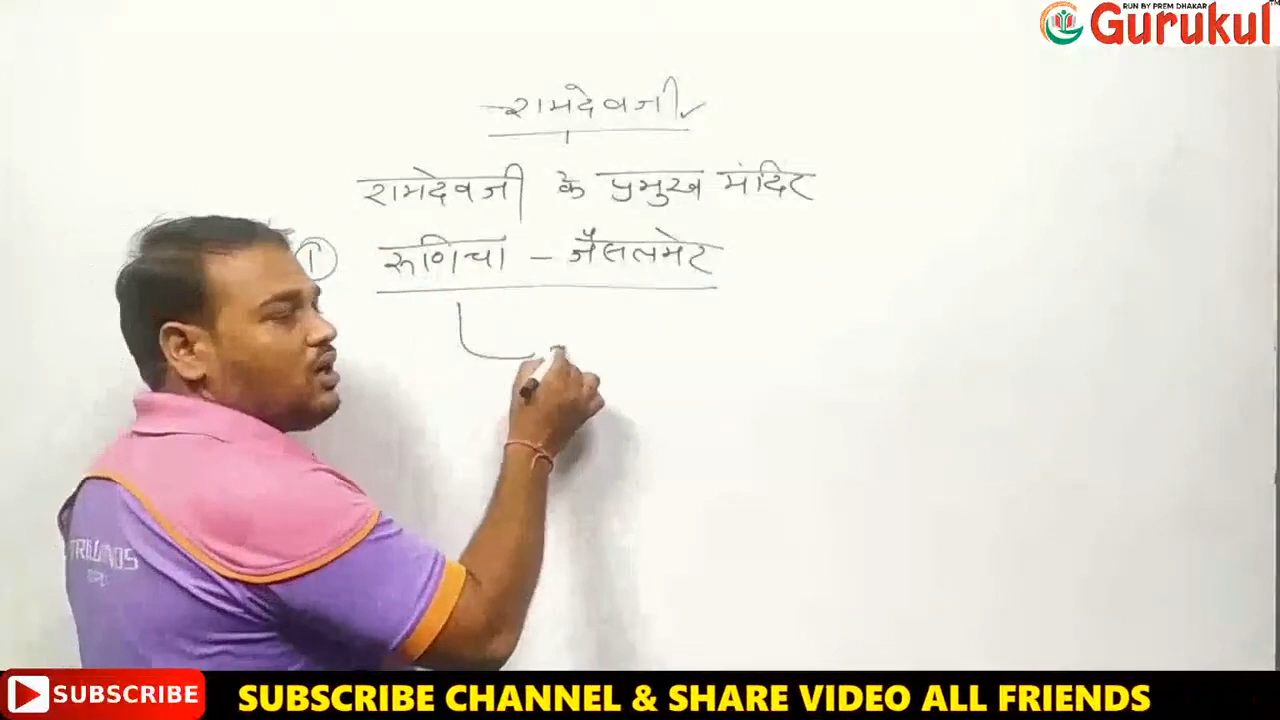 RUN BY PREM DHAKAR
Gurukul
TM
रामदेवजी
रामदेवजी के प्रमुख मंदिर
1 रूणिचा - जैसलमेर
SUBSCRIBE
SUBSCRIBE CHANNEL & SHARE VIDEO ALL FRIENDS